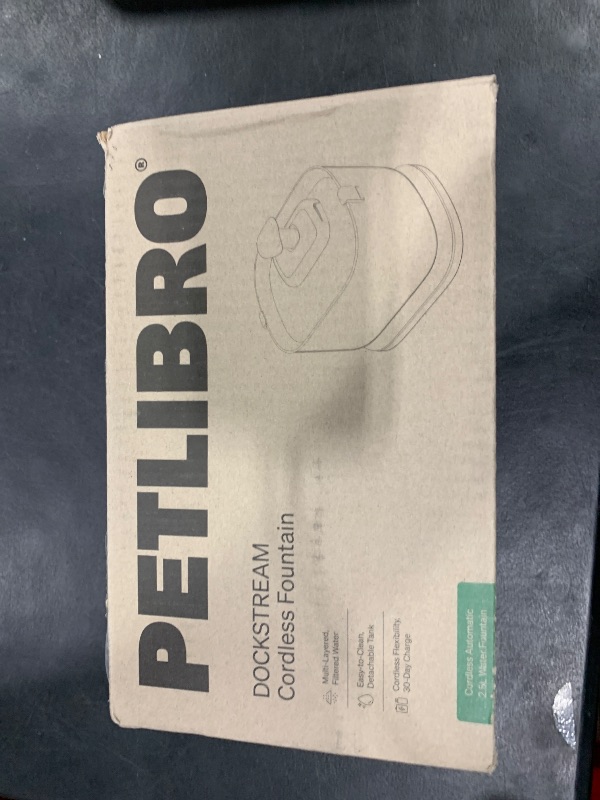 PETLIBRO®
DOCKSTREAM
Cordless Fountain
Multi-Layered,
Filtered Water
Easy-to-Clean,
Detachable Tank
Cordless Flexibility,
30-Day Charge
Cordless Automatic
2.5L Water Fountain